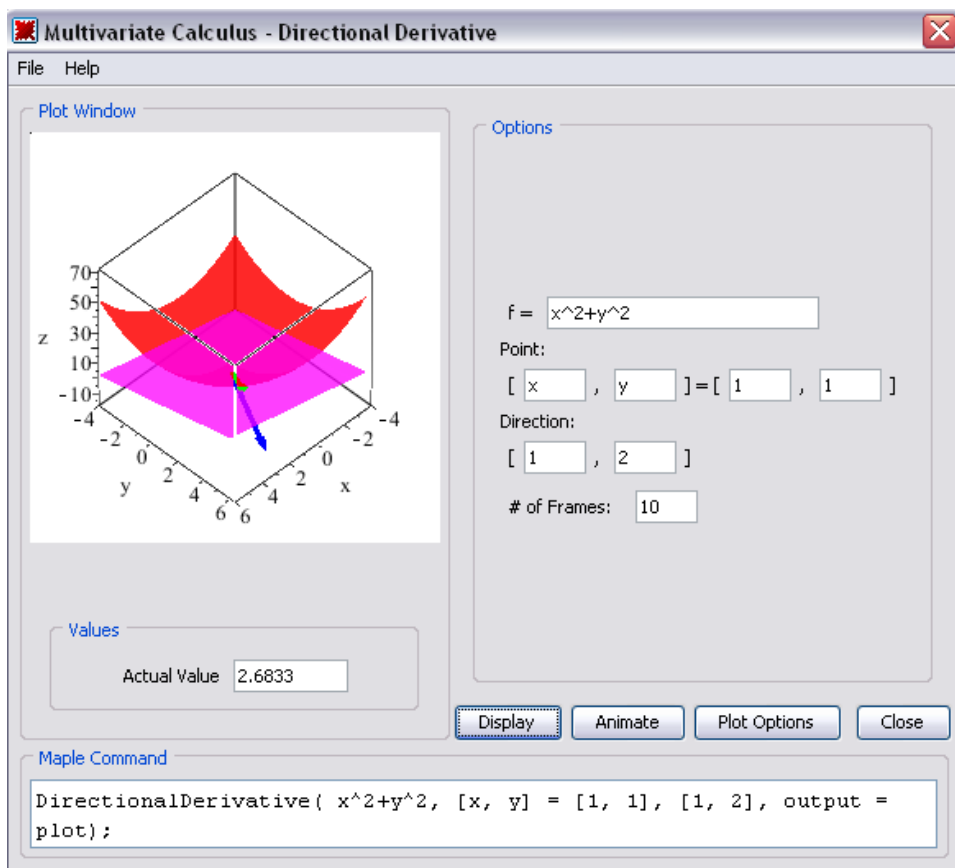 Multivariate Calculus - Directional Derivative
File Help
Plot Window
70
50
30
10
-10
z
-4
-2
0
2
4
6
y
6
4
2
0
-2
-4
x
Values
Actual Value 2.6833
Options
f = x^2+y^2
Point:
[ x , y ]=[ 1 , 1 ]
Direction:
[ 1 , 2 ]
# of Frames: 10
Display Animate Plot Options Close
Maple Command
DirectionalDerivative( x^2+y^2, [x, y] = [1, 1], [1, 2], output =
plot);